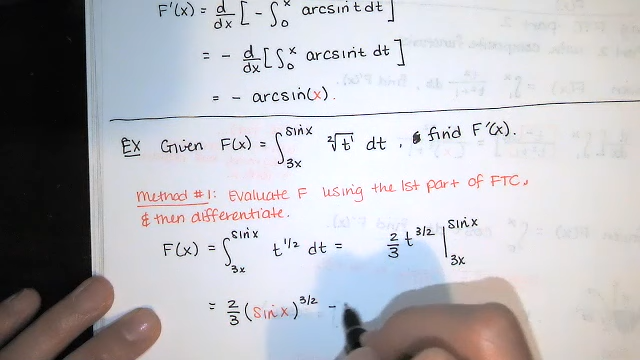 F'(x) = d/dx [ - ∫₀ˣ arcsint dt ]
= - d/dx [ ∫₀ˣ arcsint dt ]
= - arcsin(x).
Ex Given F(x) = ∫_{3x}^{sinx} ²√t dt , find F'(x).
Method #1: Evaluate F using the 1st part of FTC,
& then differentiate.
F(x) = ∫_{3x}^{sinx} t^{1/2} dt = 2/3 t^{3/2} |_{3x}^{sinx}
= 2/3 (sinx)^{3/2} -